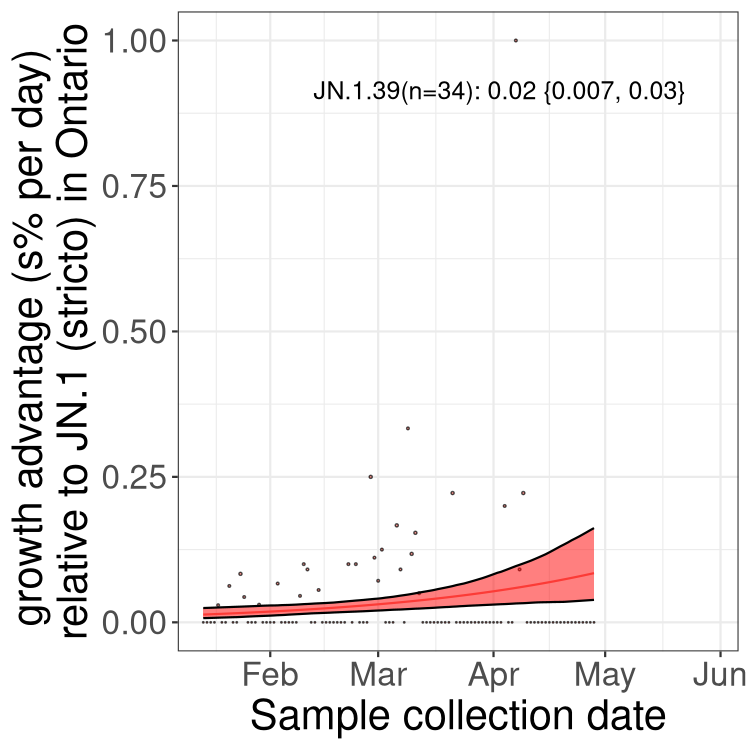 growth advantage (s% per day)
relative to JN.1 (stricto) in Ontario
1.00
0.75
0.50
0.25
0.00
JN.1.39(n=34): 0.02 {0.007, 0.03}
Feb Mar Apr May Jun
Sample collection date